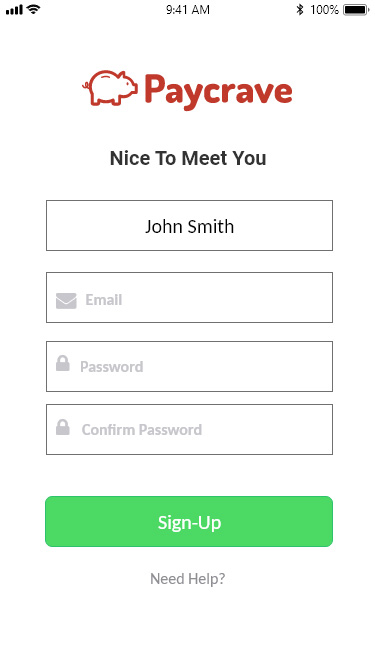 9:41 AM
100%
Paycrave
Nice To Meet You
John Smith
Email
Password
Confirm Password
Sign-Up
Need Help?